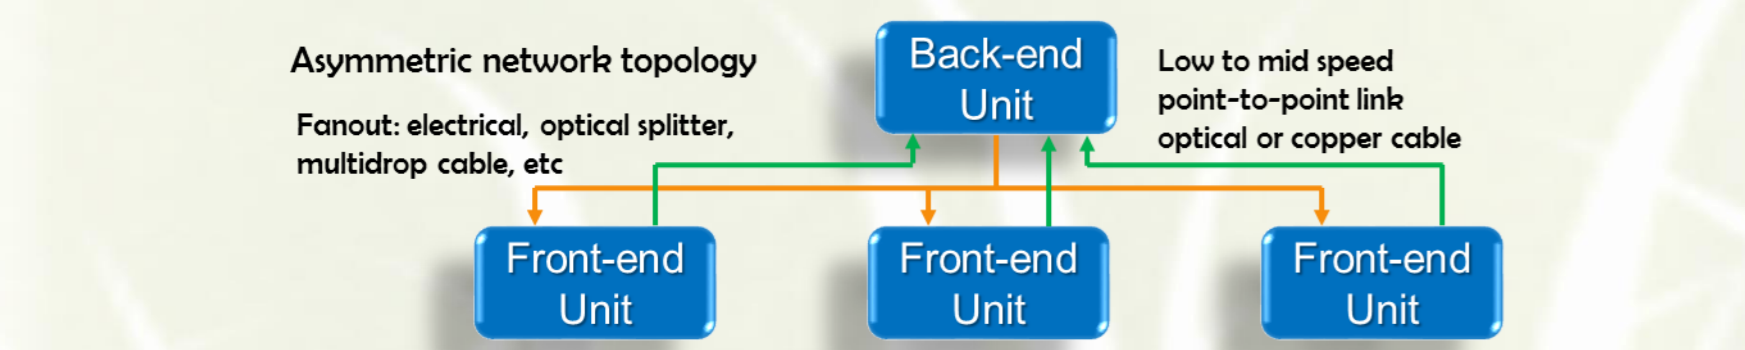 Asymmetric network topology
Fanout: electrical, optical splitter,
multidrop cable, etc
Back-end
Unit
Low to mid speed
point-to-point link
optical or copper cable
Front-end
Unit
Front-end
Unit
Front-end
Unit